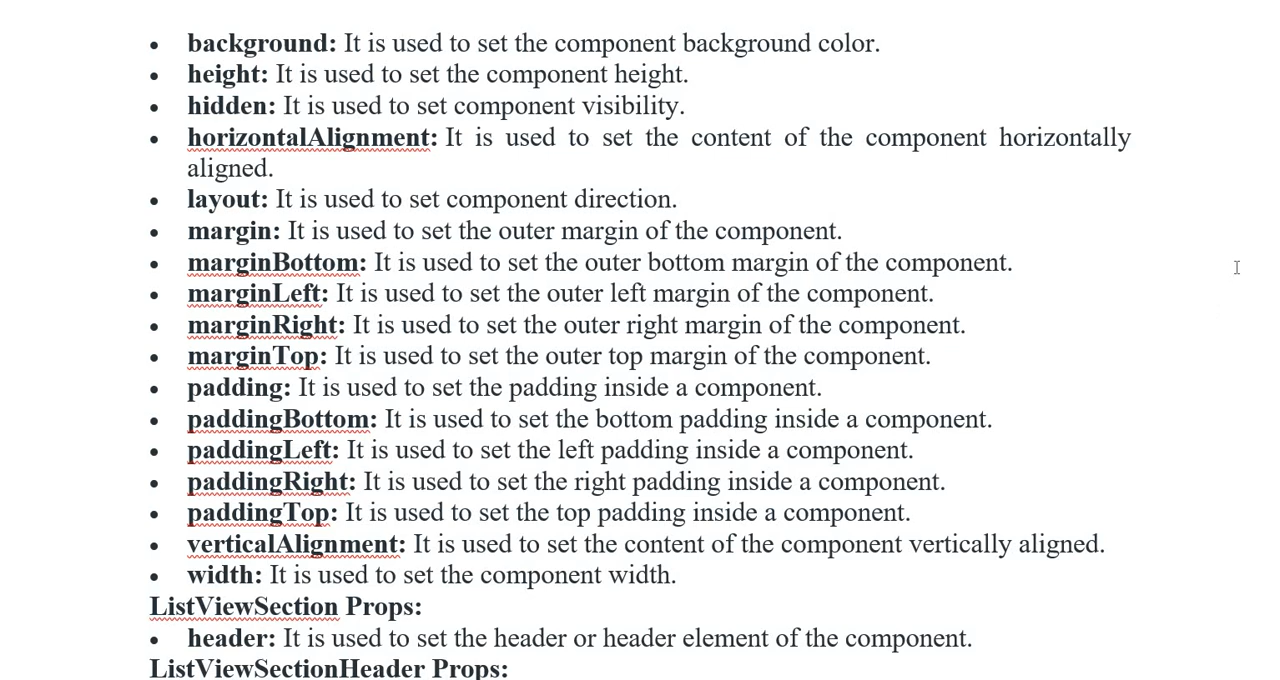 • background: It is used to set the component background color.
• height: It is used to set the component height.
• hidden: It is used to set component visibility.
• horizontalAlignment: It is used to set the content of the component horizontally
aligned.
• layout: It is used to set component direction.
• margin: It is used to set the outer margin of the component.
• marginBottom: It is used to set the outer bottom margin of the component.
• marginLeft: It is used to set the outer left margin of the component.
• marginRight: It is used to set the outer right margin of the component.
• marginTop: It is used to set the outer top margin of the component.
• padding: It is used to set the padding inside a component.
• paddingBottom: It is used to set the bottom padding inside a component.
• paddingLeft: It is used to set the left padding inside a component.
• paddingRight: It is used to set the right padding inside a component.
• paddingTop: It is used to set the top padding inside a component.
• verticalAlignment: It is used to set the content of the component vertically aligned.
• width: It is used to set the component width.
ListViewSection Props:
• header: It is used to set the header or header element of the component.
ListViewSectionHeader Props: